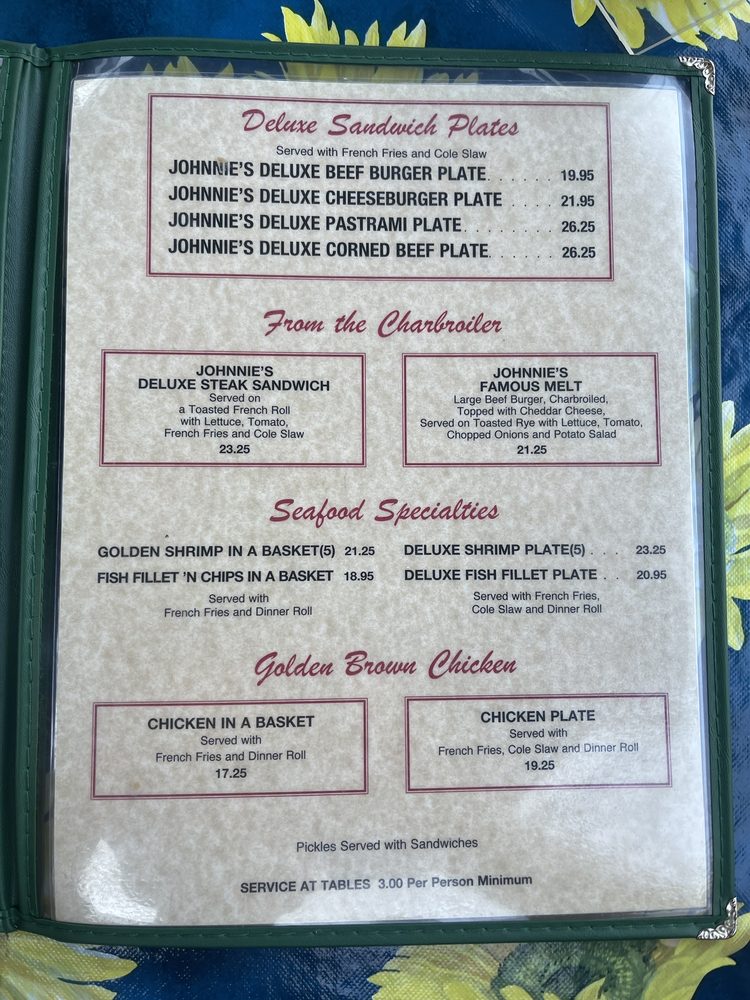 Deluxe Sandwich Plates
Served with French Fries and Cole Slaw
JOHNNIE'S DELUXE BEEF BURGER PLATE. . . . . . 19.95
JOHNNIE'S DELUXE CHEESEBURGER PLATE . . . . 21.95
JOHNNIE'S DELUXE PASTRAMI PLATE. . . . . . . . 26.25
JOHNNIE'S DELUXE CORNED BEEF PLATE. . . . . . 26.25
From the Charbroiler
JOHNNIE'S
DELUXE STEAK SANDWICH
Served on
a Toasted French Roll
with Lettuce, Tomato,
French Fries and Cole Slaw
23.25
JOHNNIE'S
FAMOUS MELT
Large Beef Burger, Charbroiled,
Topped with Cheddar Cheese,
Served on Toasted Rye with Lettuce, Tomato,
Chopped Onions and Potato Salad
21.25
Seafood Specialties
GOLDEN SHRIMP IN A BASKET(5) 21.25
FISH FILLET 'N CHIPS IN A BASKET 18.95
Served with
French Fries and Dinner Roll
DELUXE SHRIMP PLATE(5) . . . 23.25
DELUXE FISH FILLET PLATE . . 20.95
Served with French Fries,
Cole Slaw and Dinner Roll
Golden Brown Chicken
CHICKEN IN A BASKET
Served with
French Fries and Dinner Roll
17.25
CHICKEN PLATE
Served with
French Fries, Cole Slaw and Dinner Roll
19.25
Pickles Served with Sandwiches
SERVICE AT TABLES 3.00 Per Person Minimum